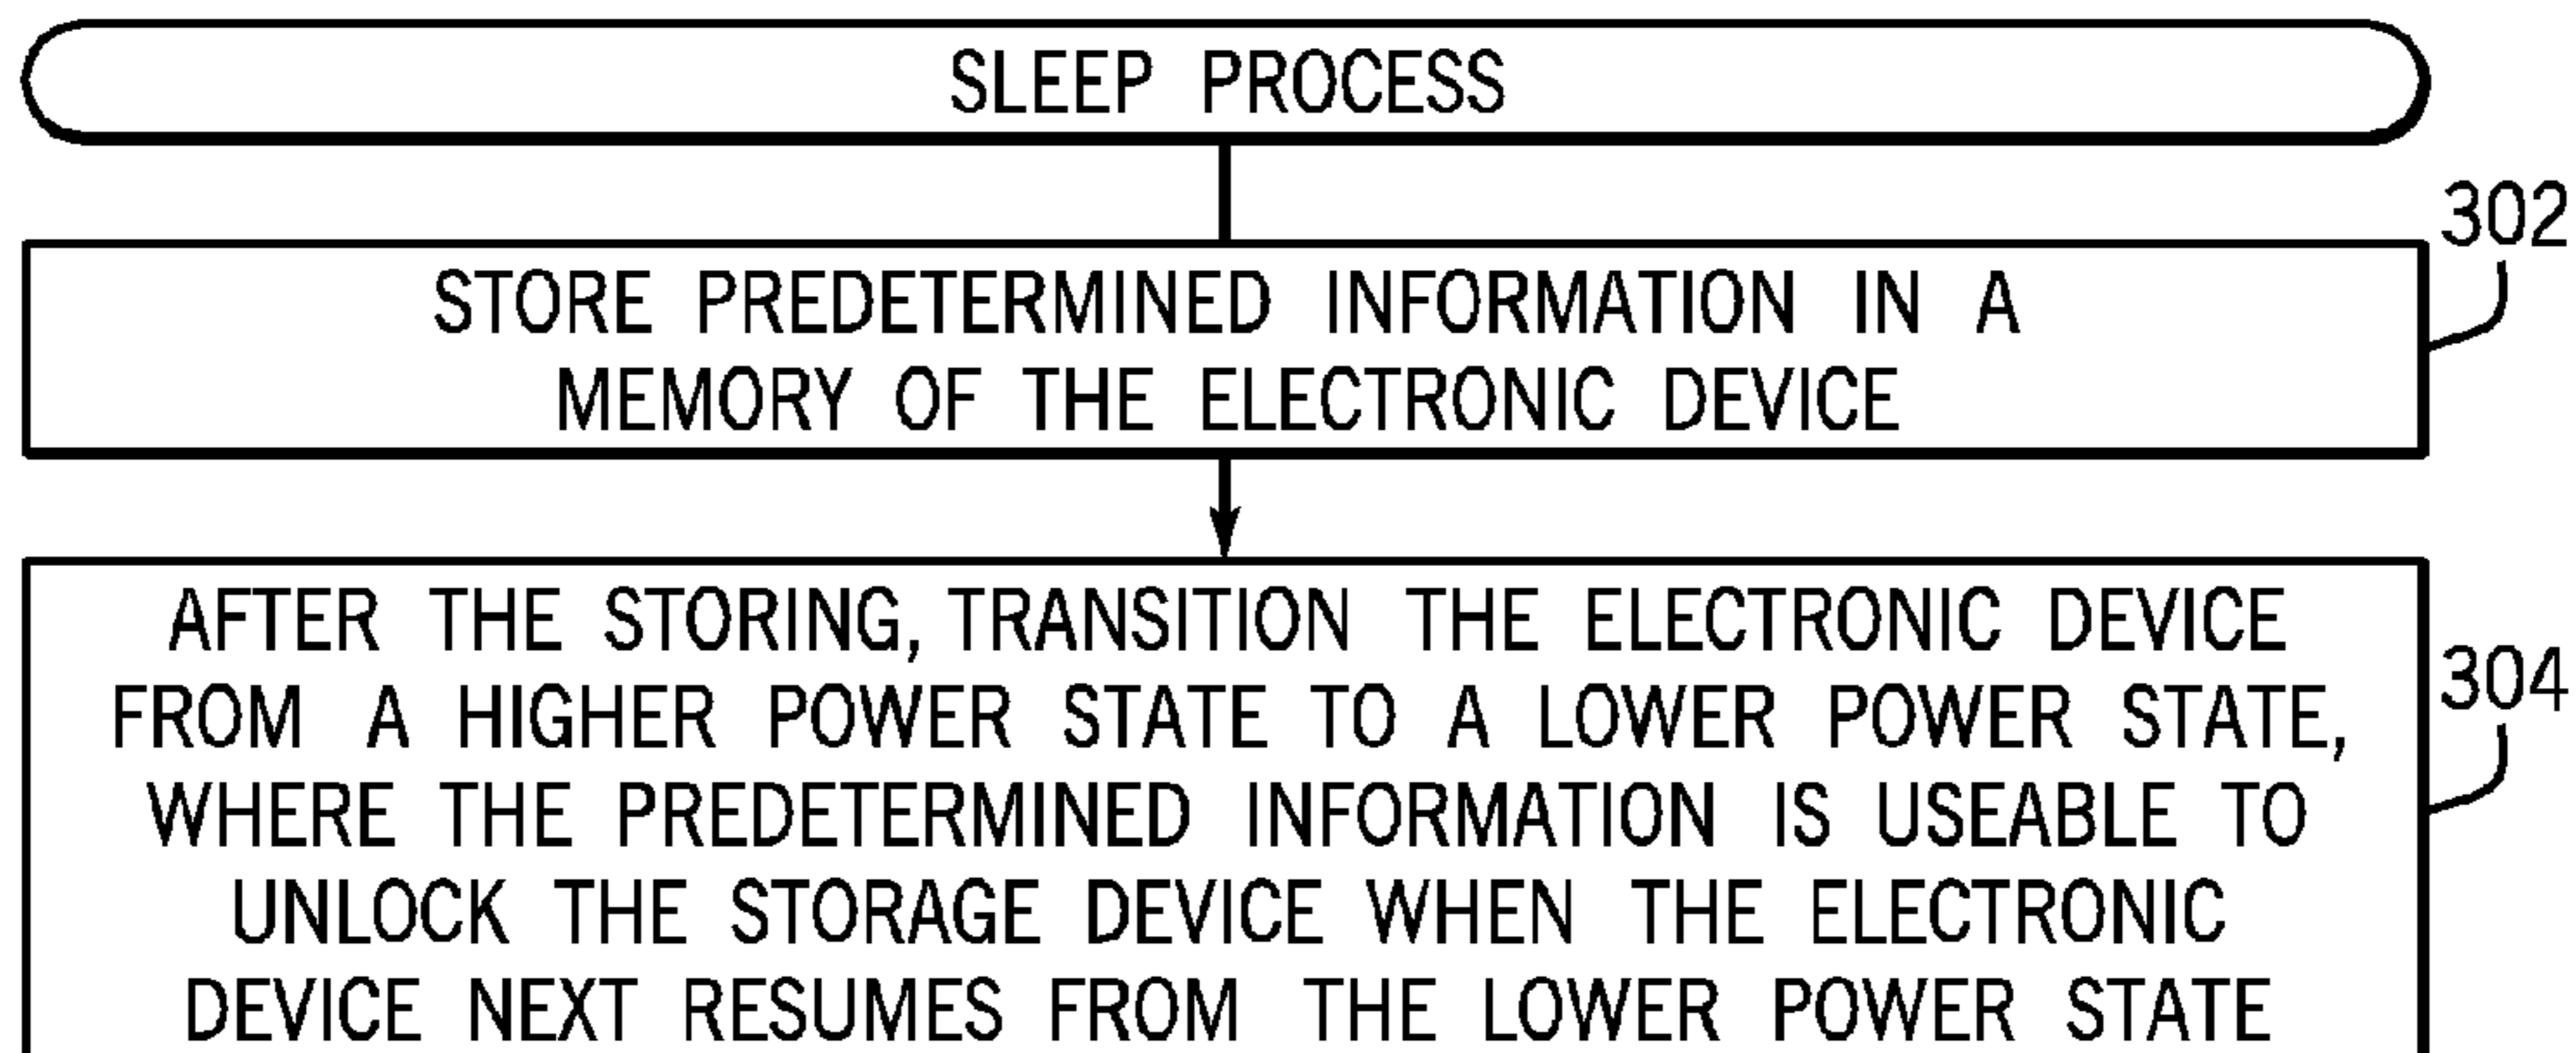 SLEEP PROCESS
302
STORE PREDETERMINED INFORMATION IN A
MEMORY OF THE ELECTRONIC DEVICE
304
AFTER THE STORING, TRANSITION THE ELECTRONIC DEVICE
FROM A HIGHER POWER STATE TO A LOWER POWER STATE,
WHERE THE PREDETERMINED INFORMATION IS USEABLE TO
UNLOCK THE STORAGE DEVICE WHEN THE ELECTRONIC
DEVICE NEXT RESUMES FROM THE LOWER POWER STATE